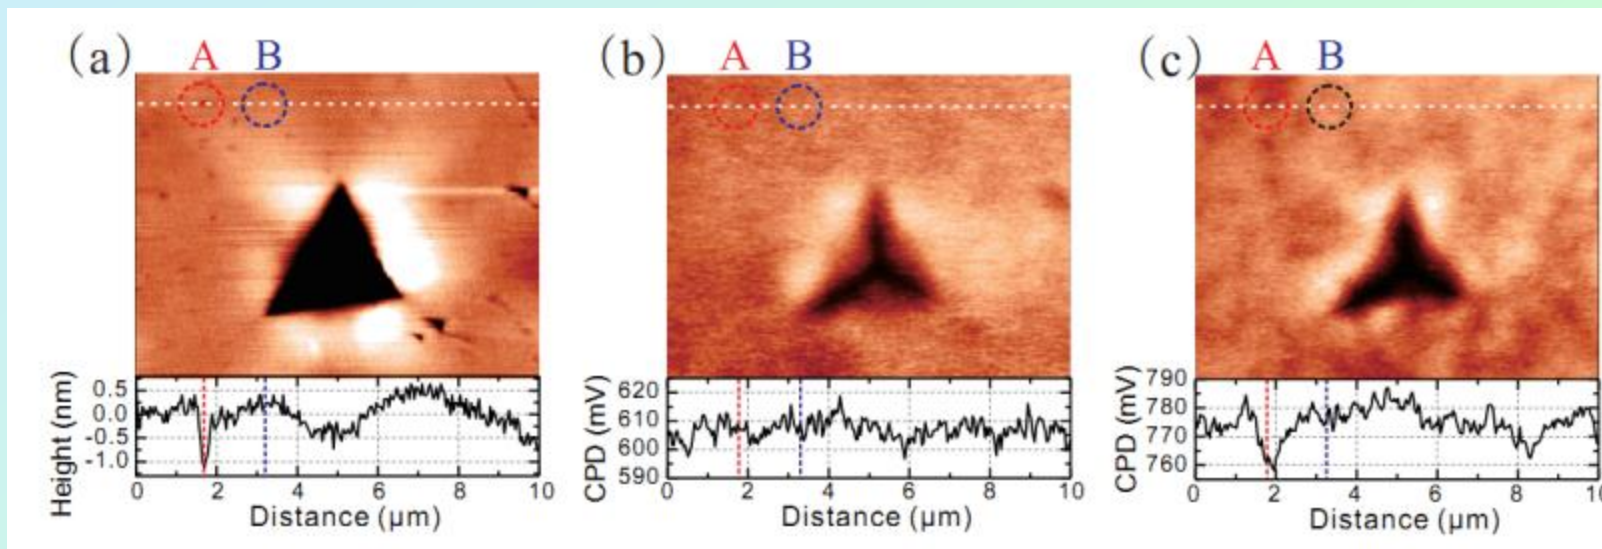 (a) A B
0.5
0.0
-0.5
-1.0
Height (nm)
0 2 4 6 8 10
Distance (µm)
(b) A B
620
610
600
590
CPD (mV)
0 2 4 6 8 10
Distance (µm)
(c) A B
790
780
770
760
CPD (mV)
0 2 4 6 8 10
Distance (µm)